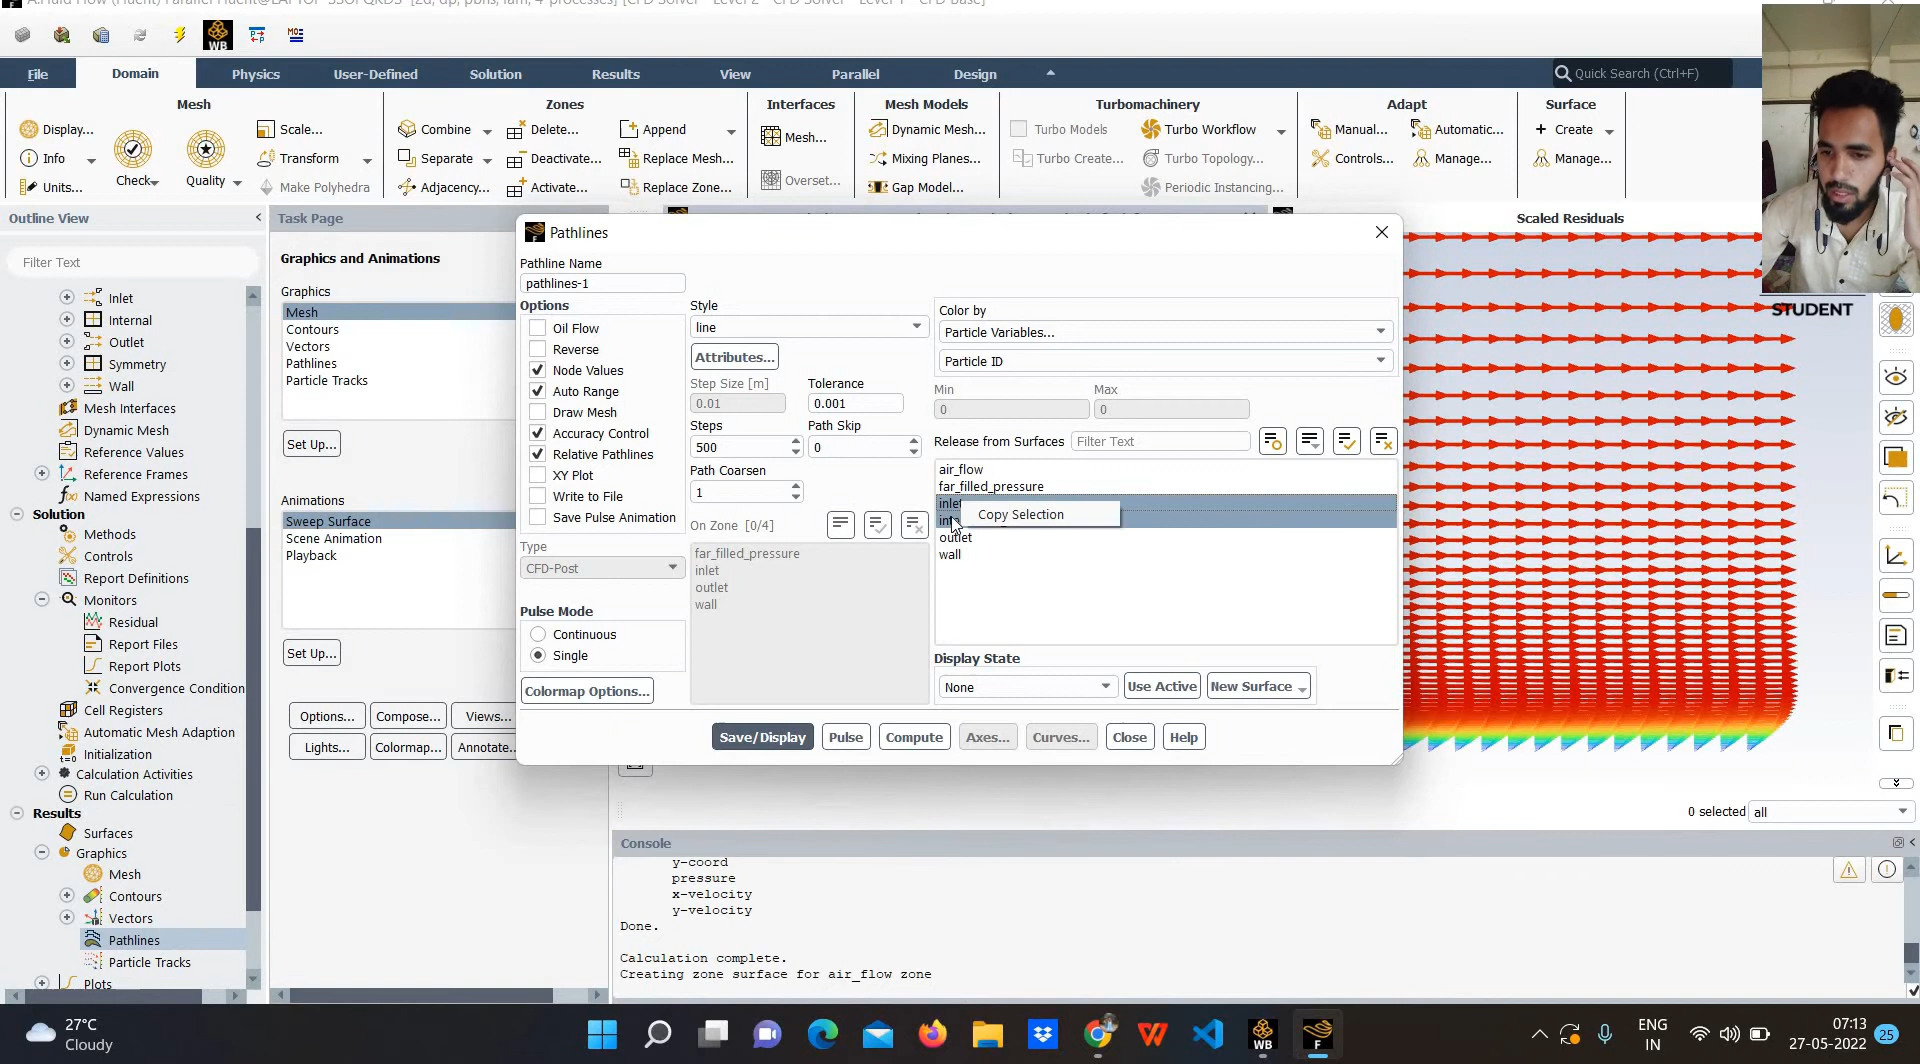 WB
File
Domain
Physics
User-Defined
Solution
Results
View
Parallel
Design
Quick Search (Ctrl+F)
Mesh
Zones
Interfaces
Mesh Models
Turbomachinery
Adapt
Surface
Display...
Info
Units...
Check
Quality
Scale...
Transform
Make Polyhedra
Combine
Separate
Adjacency...
Delete...
Deactivate...
Activate...
Append
Replace Mesh...
Replace Zone...
Mesh...
Overset...
Dynamic Mesh...
Mixing Planes...
Gap Model...
Turbo Models
Turbo Create...
Turbo Workflow
Turbo Topology...
Periodic Instancing...
Manual...
Controls...
Automatic...
Manage...
Create
Manage...
Outline View
Filter Text
Inlet
Internal
Outlet
Symmetry
Wall
Mesh Interfaces
Dynamic Mesh
Reference Values
Reference Frames
Named Expressions
Solution
Methods
Controls
Report Definitions
Monitors
Residual
Report Files
Report Plots
Convergence Condition
Cell Registers
Automatic Mesh Adaption
Initialization
Calculation Activities
Run Calculation
Results
Surfaces
Graphics
Mesh
Contours
Vectors
Pathlines
Particle Tracks
Plots
Task Page
Graphics and Animations
Graphics
Mesh
Contours
Vectors
Pathlines
Particle Tracks
Set Up...
Animations
Sweep Surface
Scene Animation
Playback
Set Up...
Options... Compose... Views...
Lights... Colormap... Annotate...
Pathlines
Pathline Name
pathlines-1
Options
Oil Flow
Reverse
Node Values
Auto Range
Draw Mesh
Accuracy Control
Relative Pathlines
XY Plot
Write to File
Save Pulse Animation
Type
CFD-Post
Pulse Mode
Continuous
Single
Colormap Options...
Style
line
Attributes...
Step Size [m] Tolerance
0.01 0.001
Steps Path Skip
500 0
Path Coarsen
1
On Zone [0/4]
far_filled_pressure
inlet
outlet
wall
Color by
Particle Variables...
Particle ID
Min Max
0 0
Release from Surfaces Filter Text
air_flow
far_filled_pressure
inlet
Copy Selection
outlet
wall
Display State
None
Use Active
New Surface
Save/Display Pulse Compute Axes... Curves... Close Help
Scaled Residuals
STUDENT
0 selected all
Console
y-coord
pressure
x-velocity
y-velocity
Done.
Calculation complete.
Creating zone surface for air_flow zone
27°C
Cloudy
WB
F
ENG
IN
07:13
27-05-2022
25